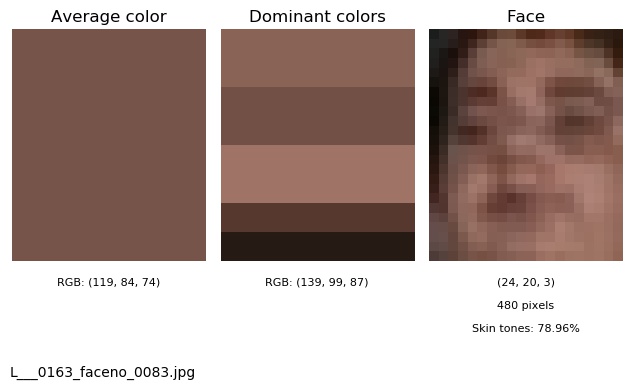 Average color
Dominant colors
Face
RGB: (119, 84, 74)
RGB: (139, 99, 87)
(24, 20, 3)
480 pixels
Skin tones: 78.96%
L___0163_faceno_0083.jpg